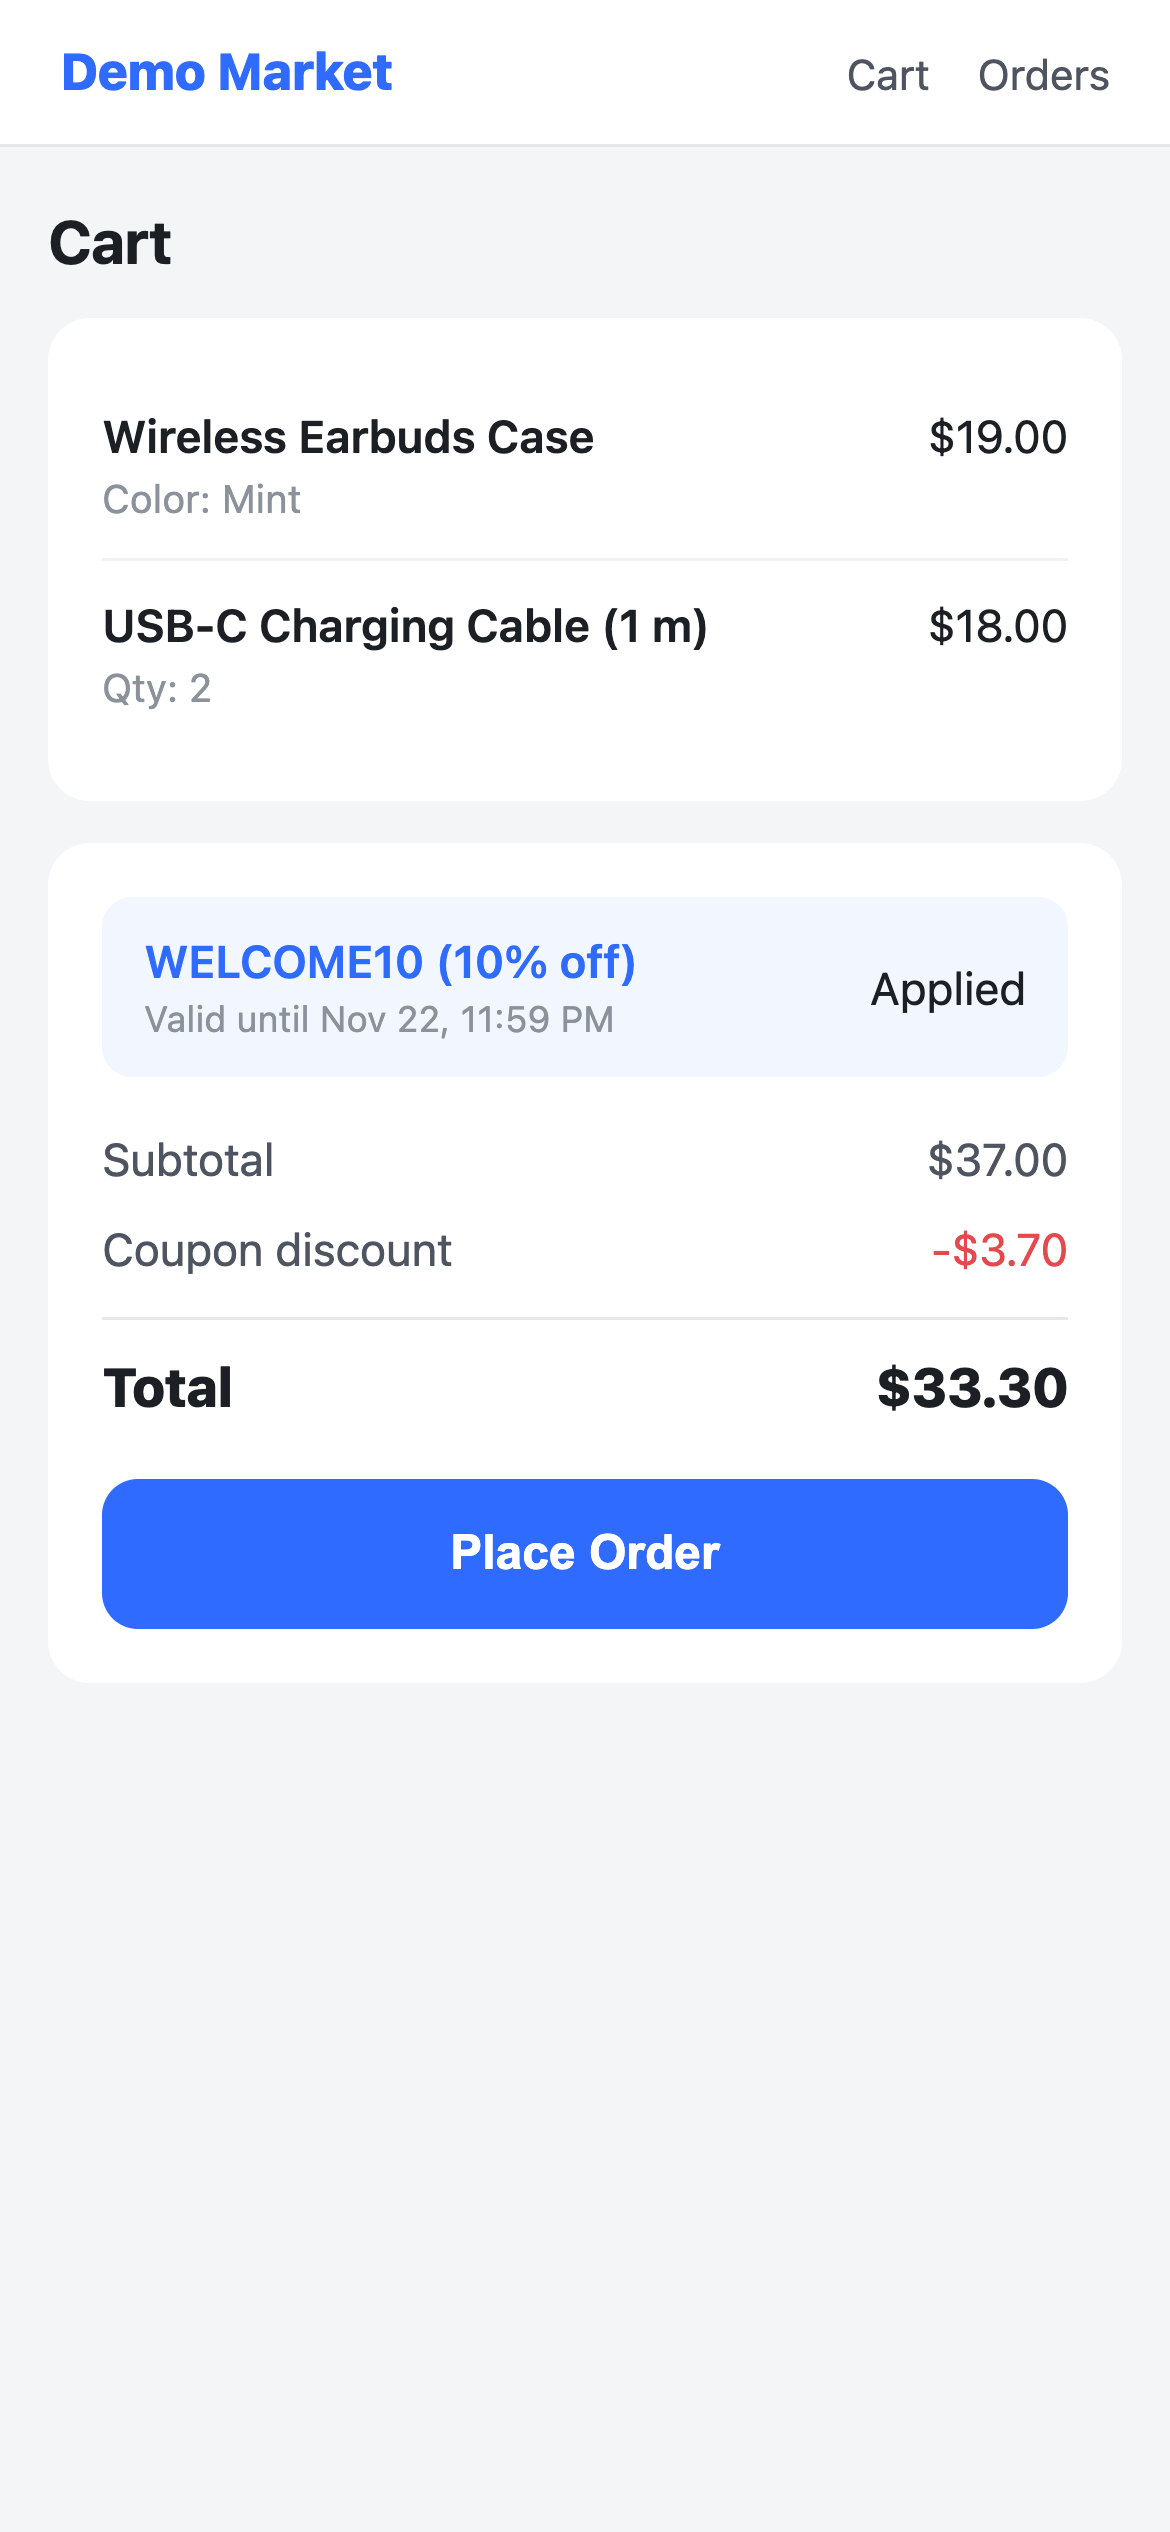 Demo Market
Cart Orders
Cart
Wireless Earbuds Case $19.00
Color: Mint
USB-C Charging Cable (1 m) $18.00
Qty: 2
WELCOME10 (10% off)
Valid until Nov 22, 11:59 PM
Applied
Subtotal $37.00
Coupon discount -$3.70
Total $33.30
Place Order